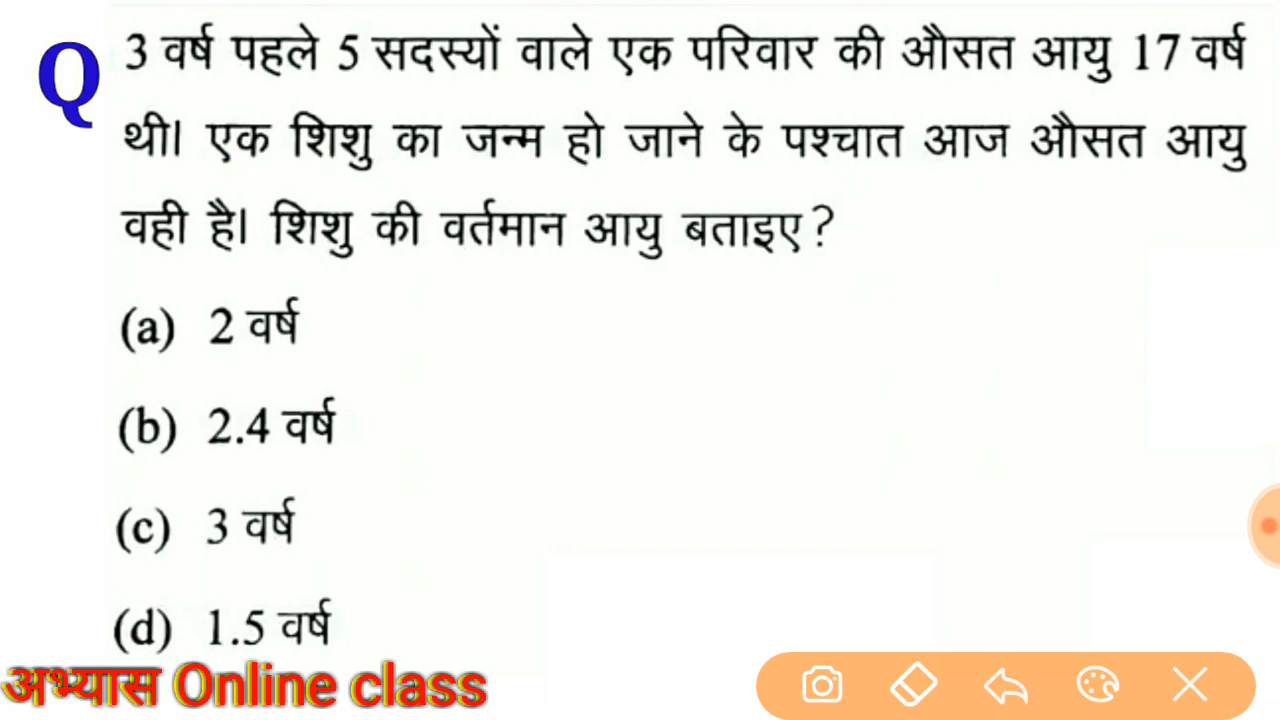 Q 3 वर्ष पहले 5 सदस्यों वाले एक परिवार की औसत आयु 17 वर्ष
थी। एक शिशु का जन्म हो जाने के पश्चात आज औसत आयु
वही है। शिशु की वर्तमान आयु बताइए?
(a) 2 वर्ष
(b) 2.4 वर्ष
(c) 3 वर्ष
(d) 1.5 वर्ष
अभ्यास Online class